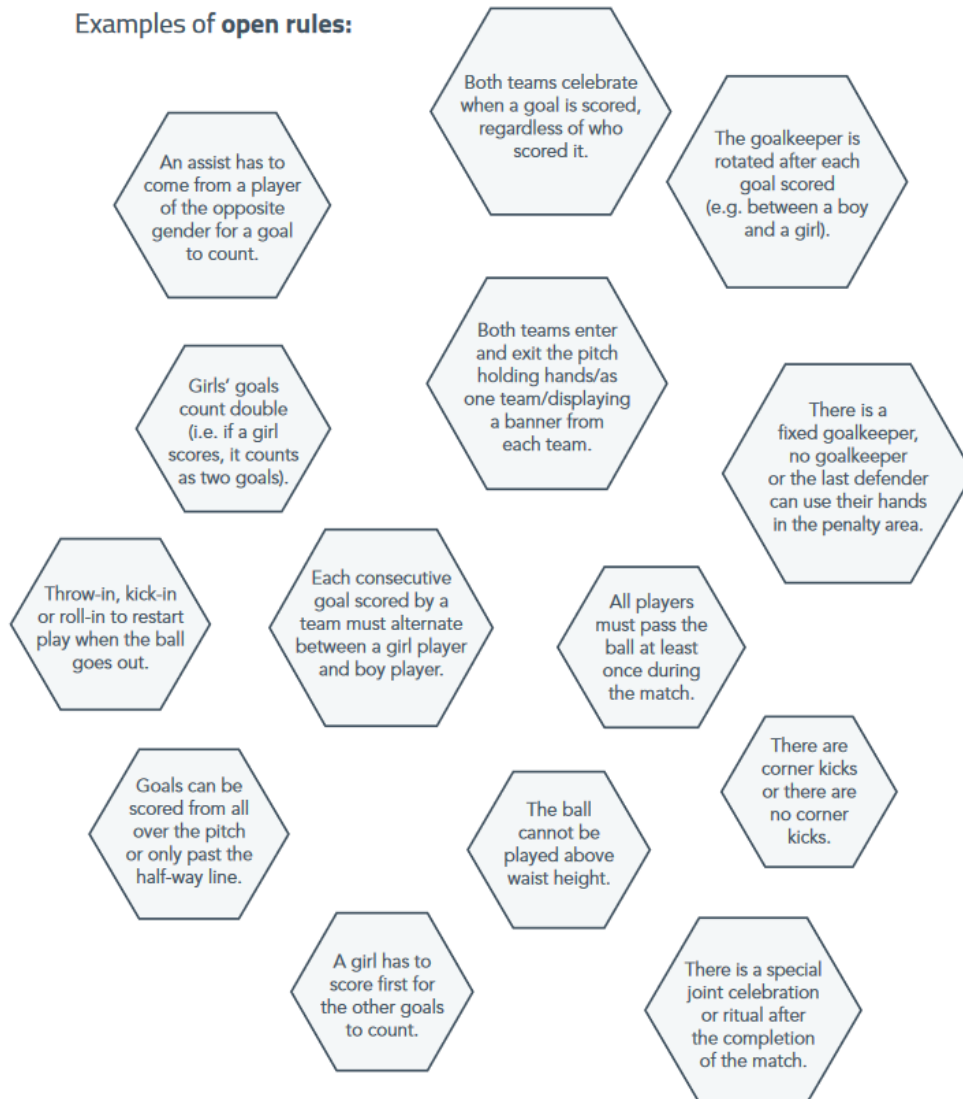 Examples of open rules:
Both teams celebrate
when a goal is scored,
regardless of who
scored it.
The goalkeeper is
rotated after each
goal scored
(e.g. between a boy
and a girl).
An assist has to
come from a player
of the opposite
gender for a goal
to count.
Both teams enter
and exit the pitch
holding hands/as
one team/displaying
a banner from
each team.
Girls’ goals
count double
(i.e. if a girl
scores, it counts
as two goals).
There is a
fixed goalkeeper,
no goalkeeper
or the last defender
can use their hands
in the penalty area.
Throw-in, kick-in
or roll-in to restart
play when the ball
goes out.
Each consecutive
goal scored by a
team must alternate
between a girl player
and boy player.
All players
must pass the
ball at least
once during
the match.
There are
corner kicks
or there are
no corner
kicks.
Goals can be
scored from all
over the pitch
or only past the
half-way line.
The ball
cannot be
played above
waist height.
A girl has to
score first for
the other goals
to count.
There is a special
joint celebration
or ritual after
the completion
of the match.